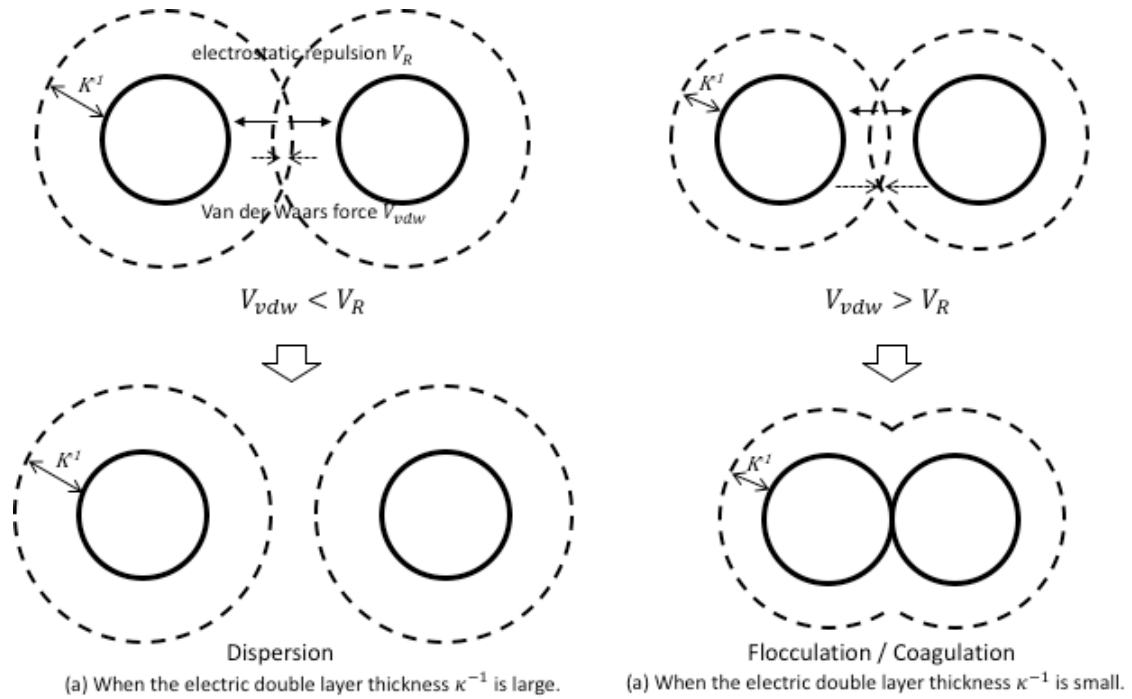 electrostatic repulsion V_R
K⁻¹
Van der Waars force V_vdw
V_vdw < V_R
K⁻¹
Dispersion
(a) When the electric double layer thickness κ⁻¹ is large.
K⁻¹
V_vdw > V_R
K⁻¹
Flocculation / Coagulation
(a) When the electric double layer thickness κ⁻¹ is small.